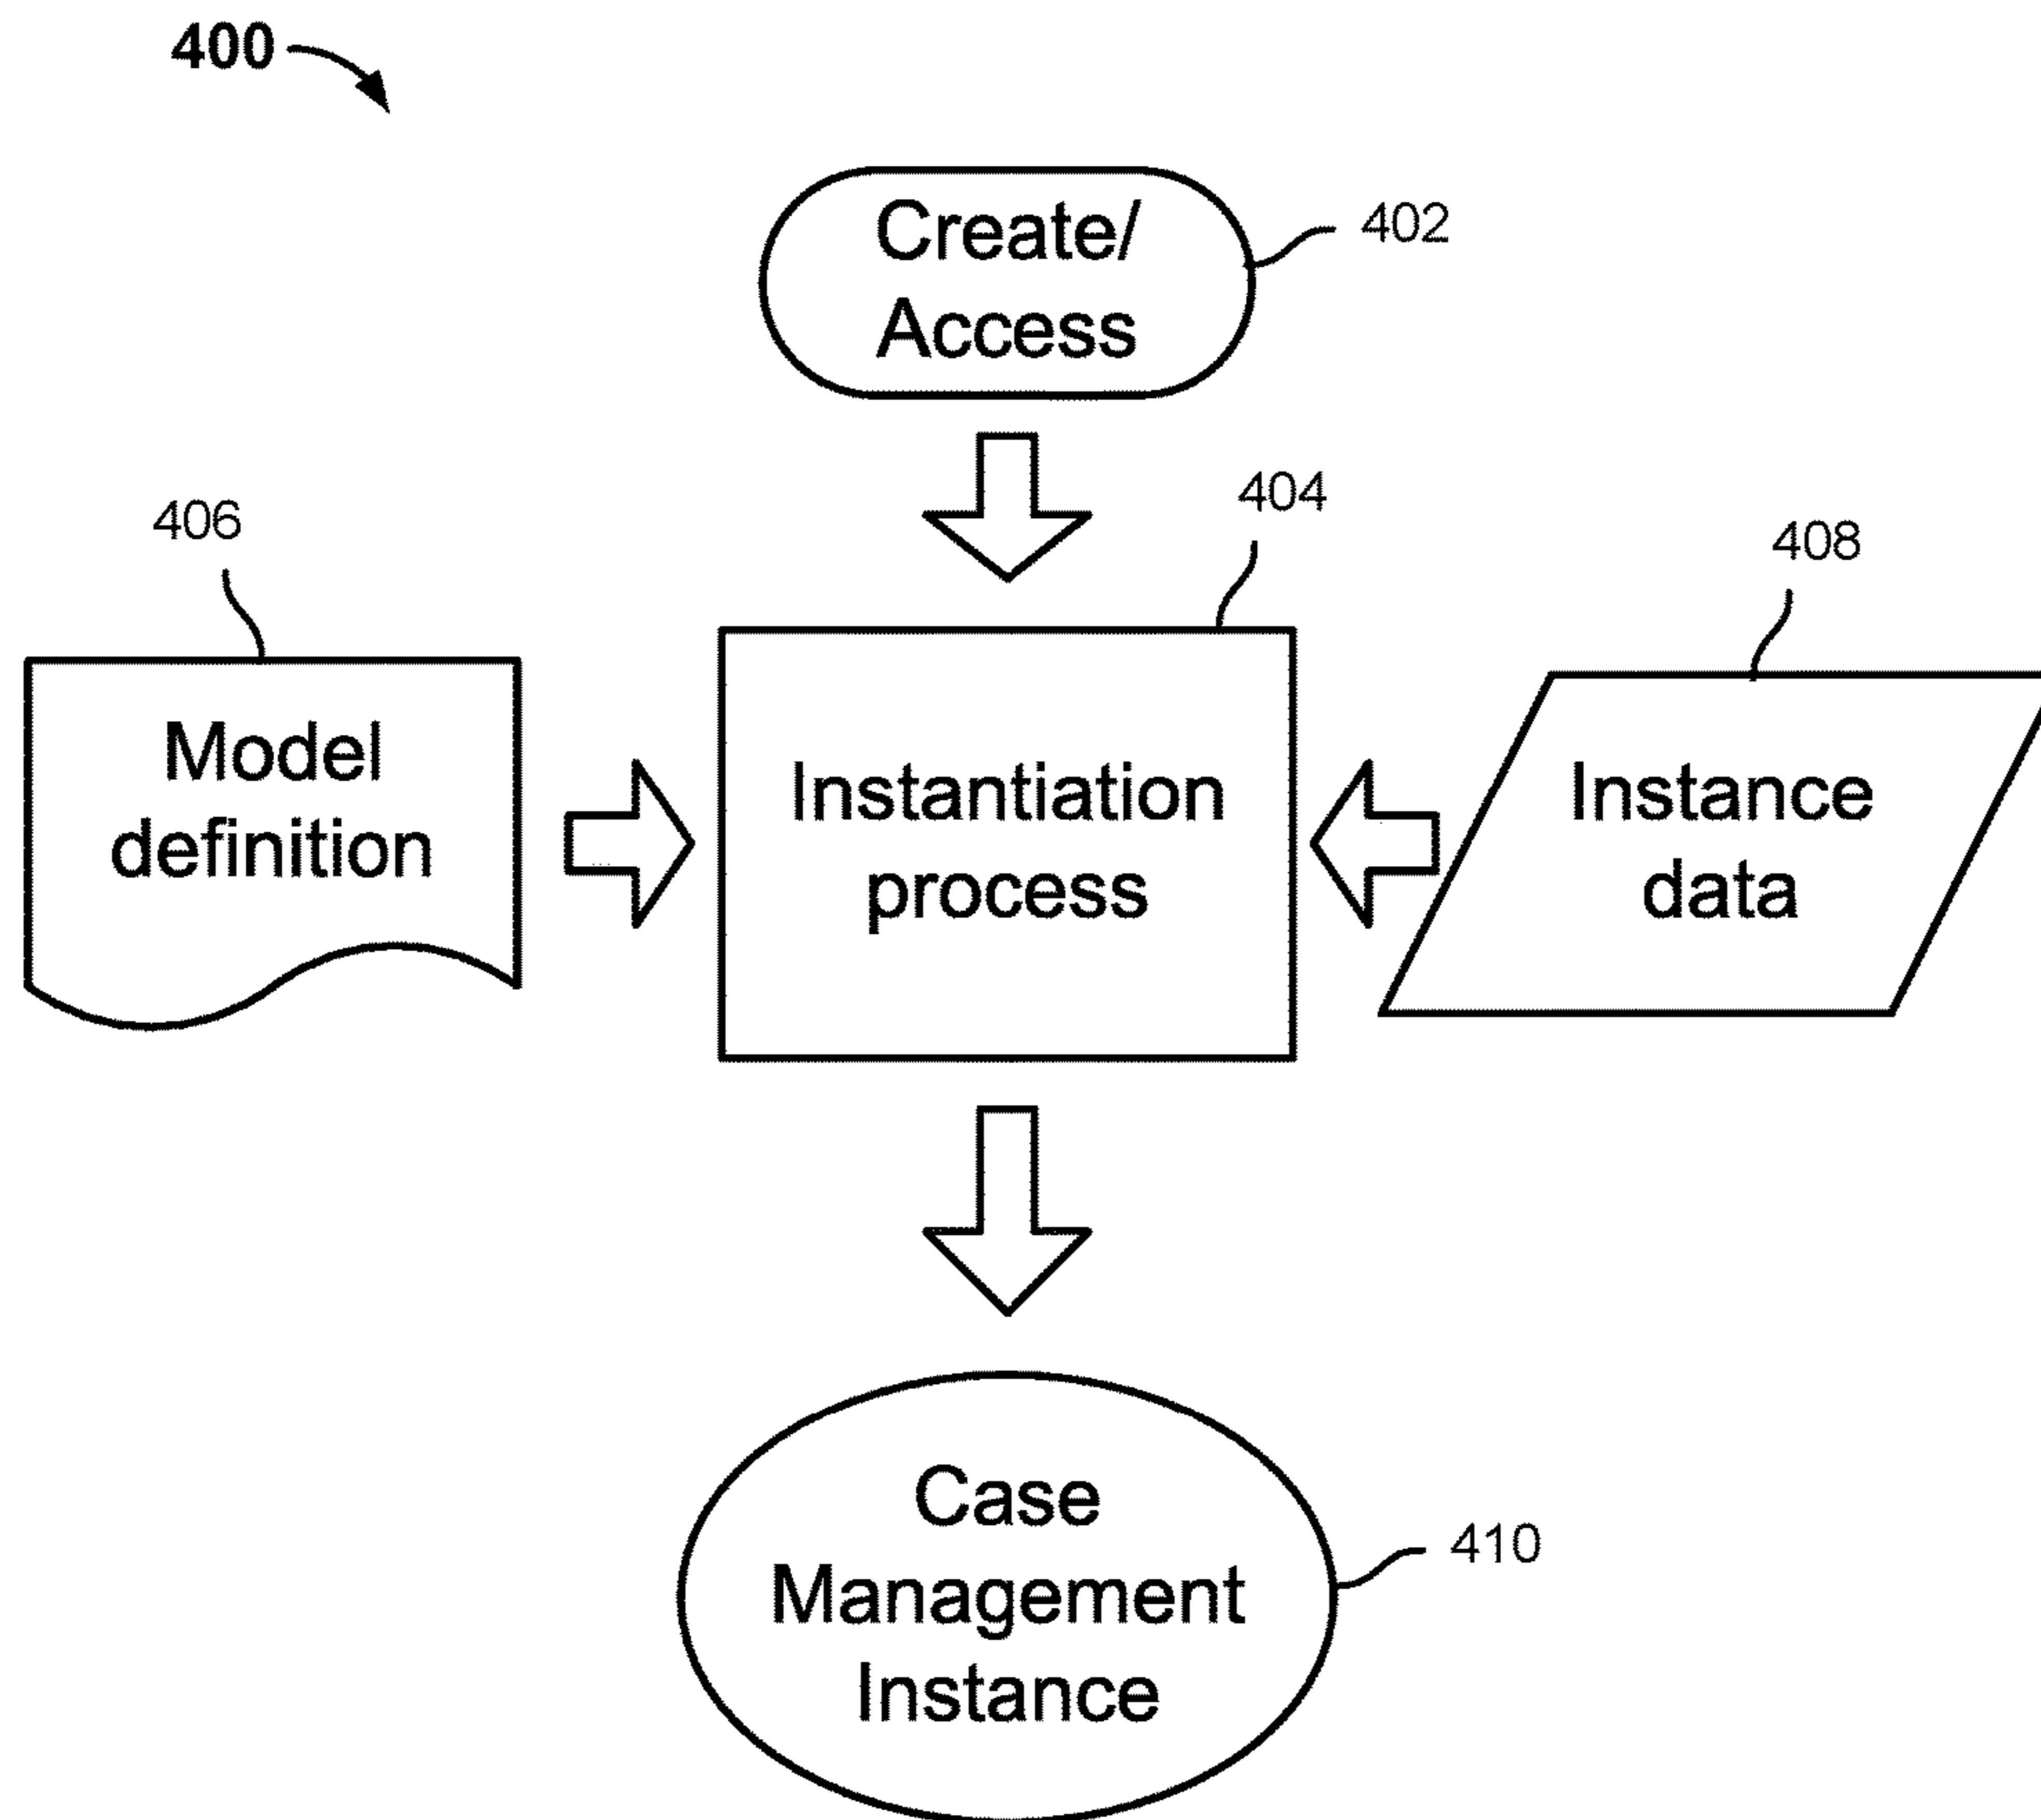 400
Create/
Access
402
404
406
408
Model
definition
Instantiation
process
Instance
data
Case
Management
Instance
410